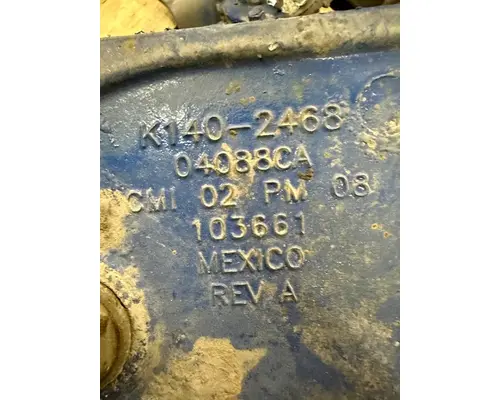 K140-2468
04088CA
CMI 02 PM 08
103661
MEXICO
REV A